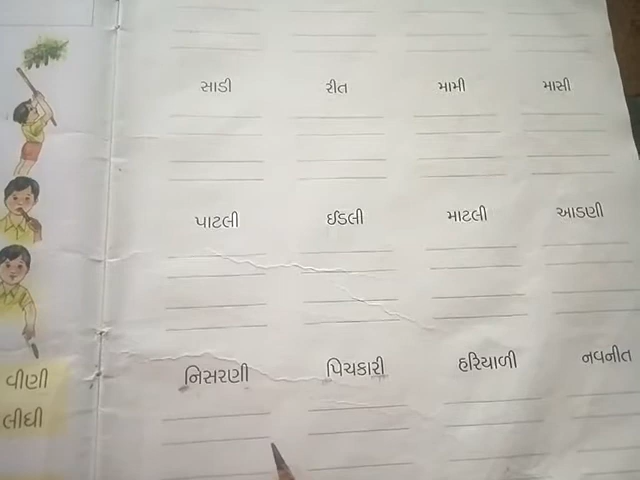 સાડી રીત મામી માસી
પાટલી ઈડલી માટલી આડણી
નિસરણી પિચકારી હરિયાળી નવનીત
વીણી
લીધી